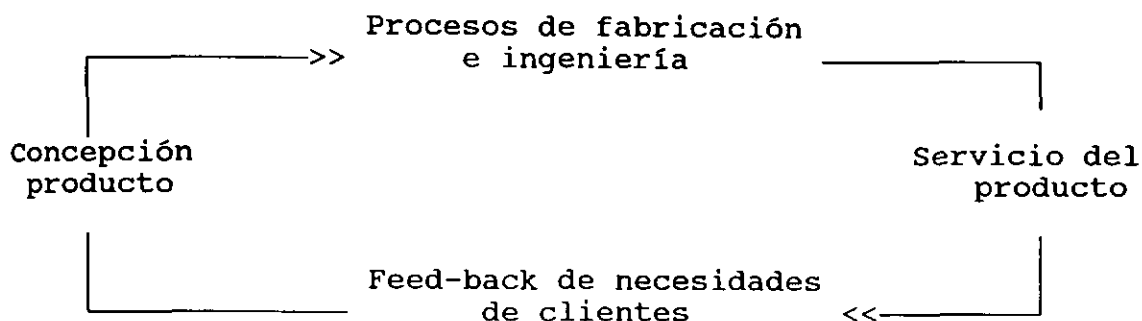 Procesos de fabricación
>> e ingeniería
Concepción
producto
Servicio del
producto
Feed-back de necesidades
de clientes <<